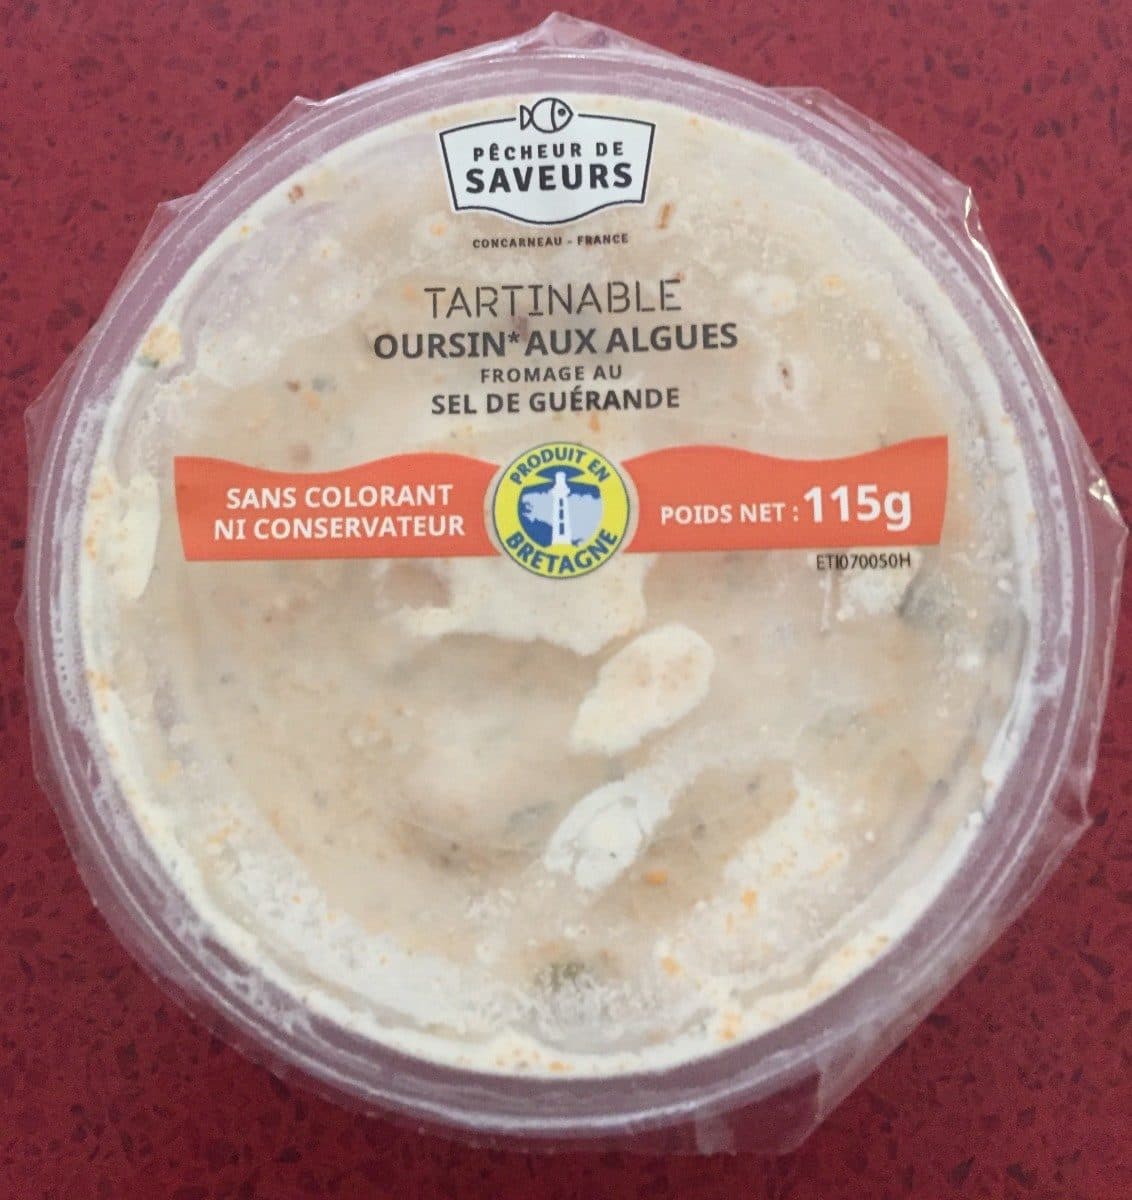 PÊCHEUR DE
SAVEURS
CONCARNEAU - FRANCE
TARTINABLE
OURSIN* AUX ALGUES
FROMAGE AU
SEL DE GUÉRANDE
SANS COLORANT
NI CONSERVATEUR
PRODUIT EN
BRETAGNE
POIDS NET : 115g
ETI070050H